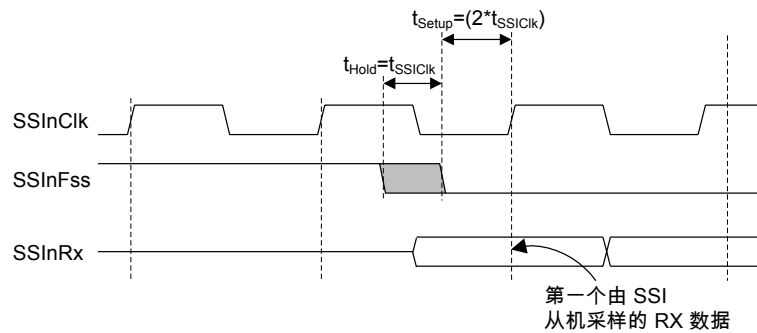 tSetup=(2*tSSIClk)
tHold=tSSIClk
SSInClk
SSInFss
SSInRx
第一个由 SSI
从机采样的 RX 数据